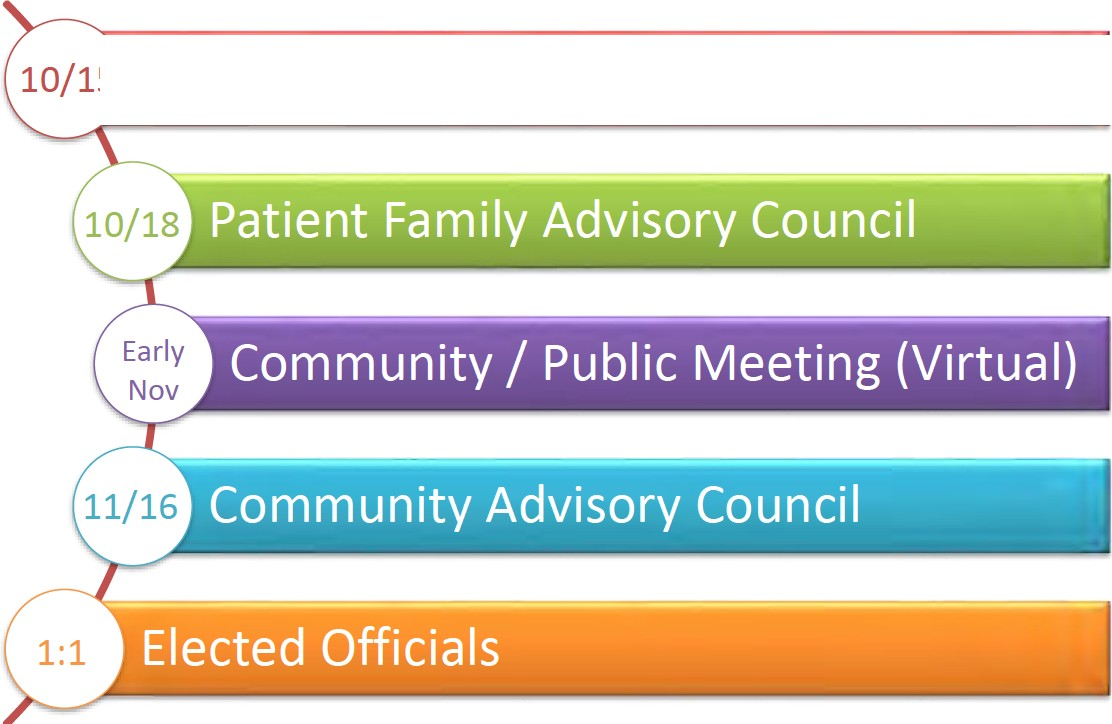 10/1
10/18 Patient Family Advisory Council
Early
Nov
Community / Public Meeting (Virtual)
11/16 Community Advisory Council
1:1 Elected Officials